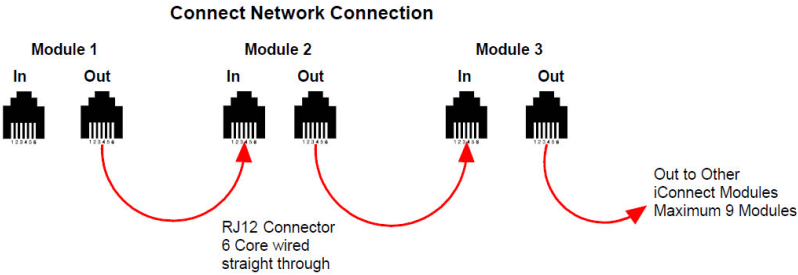 Connect Network Connection
Module 1
Module 2
Module 3
In
Out
In
Out
In
Out
123456
123456
123456
123456
123456
123456
RJ12 Connector
6 Core wired
straight through
Out to Other
iConnect Modules
Maximum 9 Modules